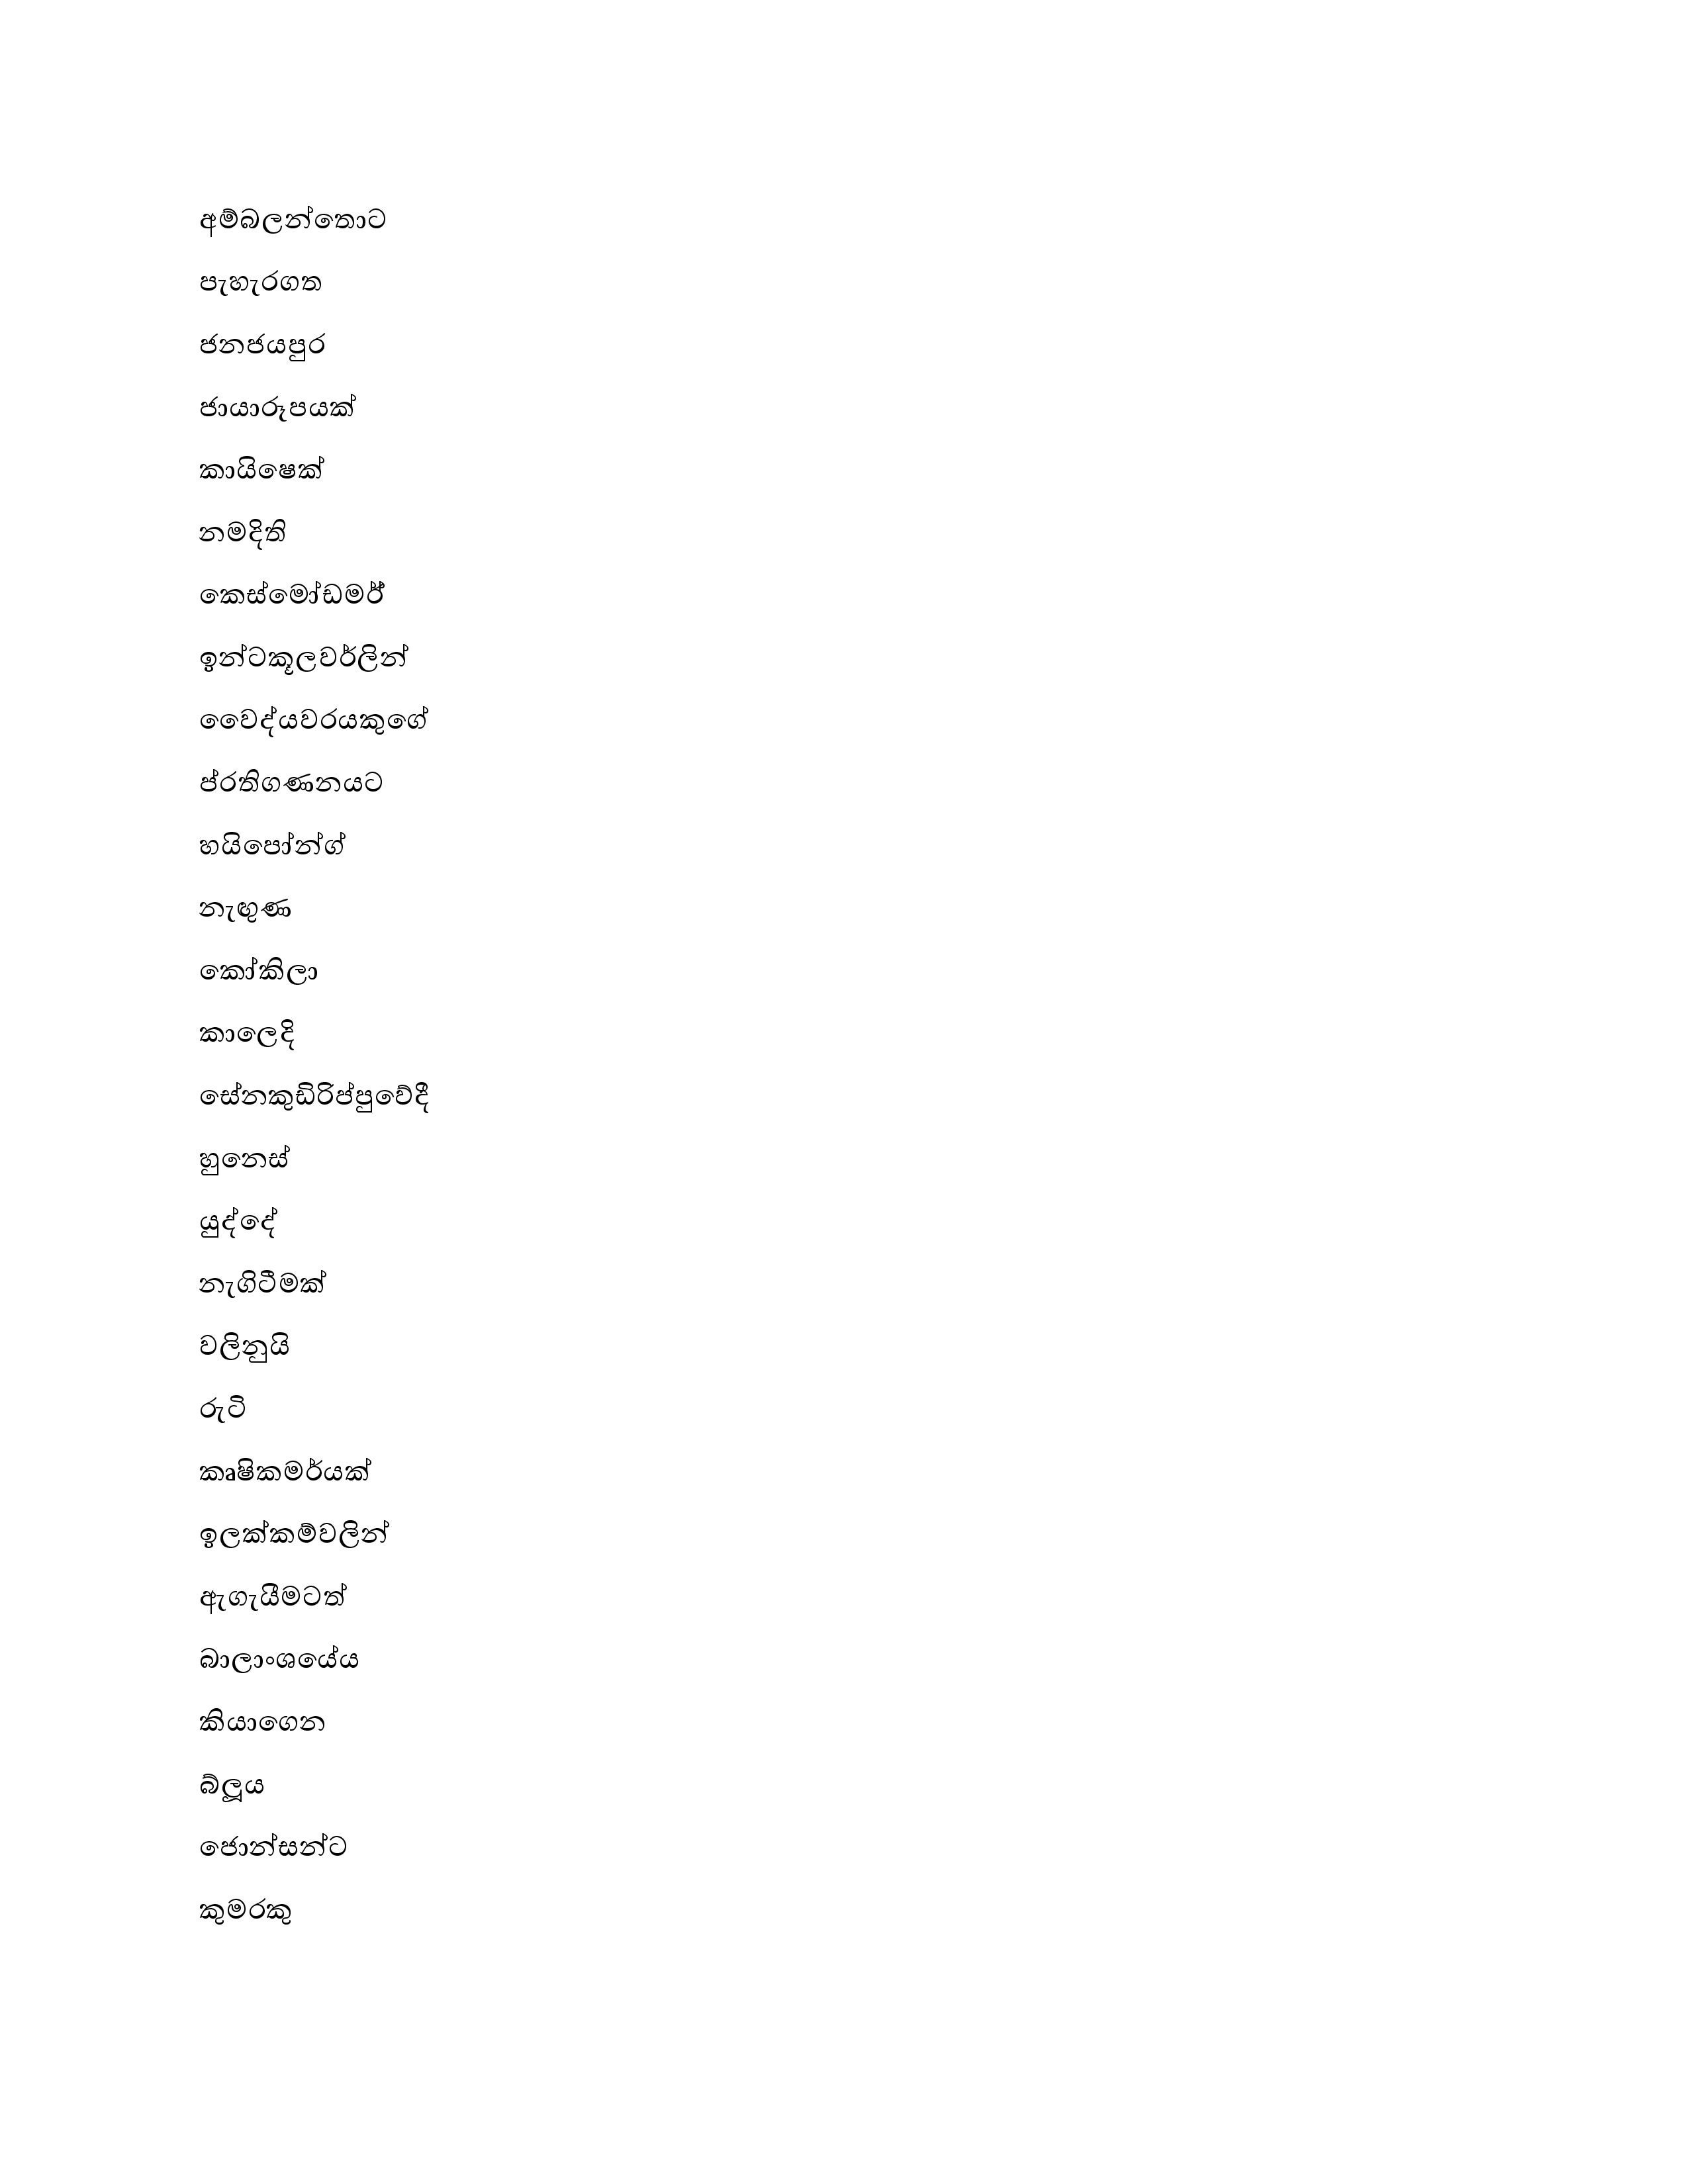 අම්බලන්තොට
පැහැරගත
ජනජයපුර
ජායාරූපයක්
කායිෂෙක්
නමදිති
කෙස්මෝඩර්ම
ඉන්ටකූලවර්ලින්
වෛද්යවරයකුගේ
ප්රතිගණනයට
හයිපෝන්ග්
නැඟුණ
කෝකිලා
කාලෙදි
සේනකුඩිරිප්පුවේදී
හුනෙස්
යුද්දේ
නැගිටීමක්
වලිනුයි
රුටි
කෘෂිකමර්යක්
ඉලක්කම්වලින්
ඇගැයීමටත්
බාලාංශයේය
කියාගෙන
බ්ලූය
ජොන්සන්ට
කුමරකු